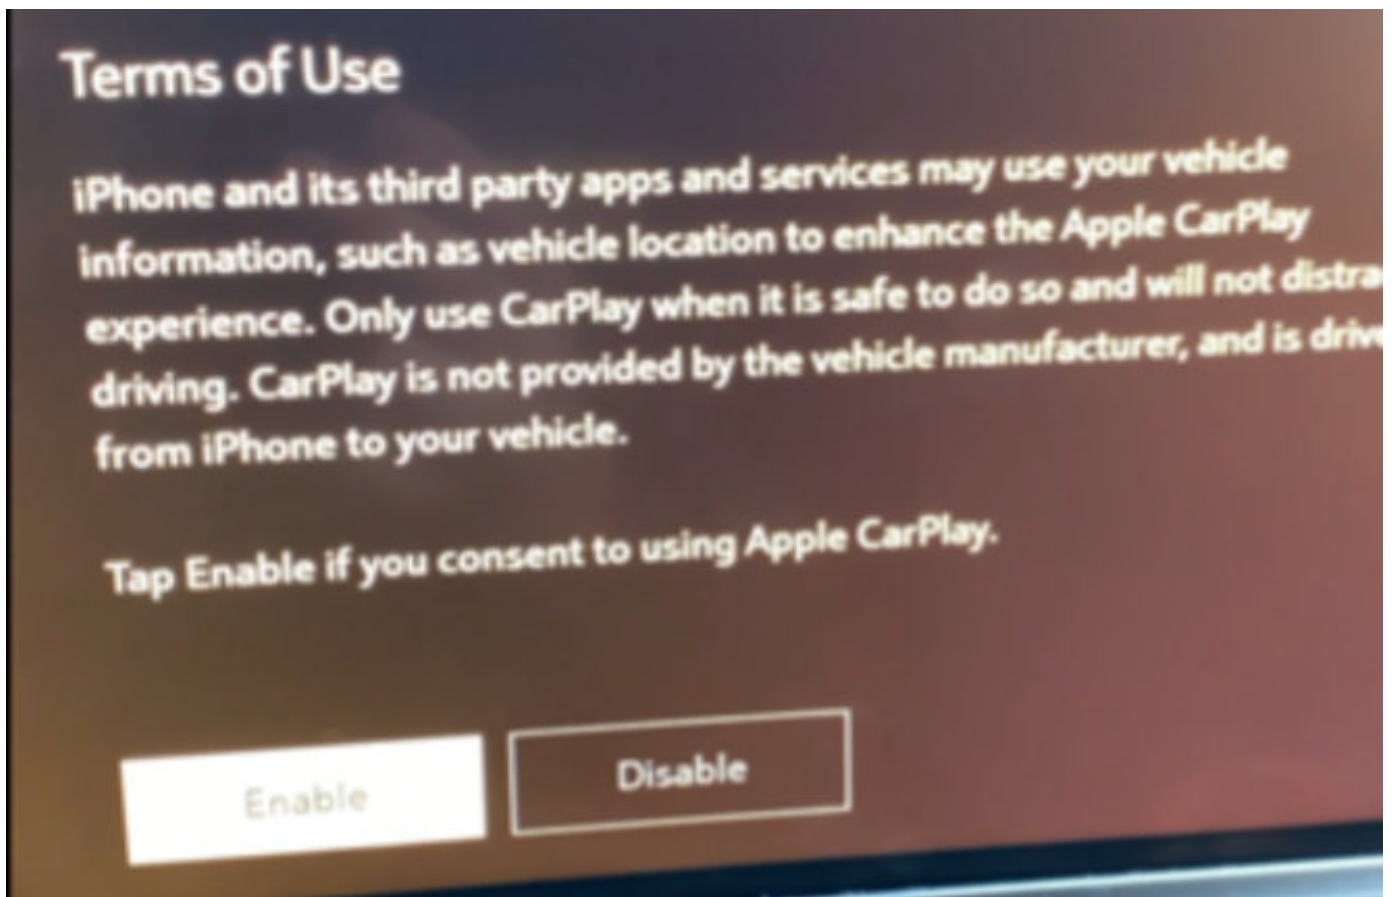 Terms of Use
iPhone and its third party apps and services may use your vehicle
information, such as vehicle location to enhance the Apple CarPlay
experience. Only use CarPlay when it is safe to do so and will not
driving. CarPlay is not provided by the vehicle manufacturer, and is
from iPhone to your vehicle.
Tap Enable if you consent to using Apple CarPlay.
Enable
Disable